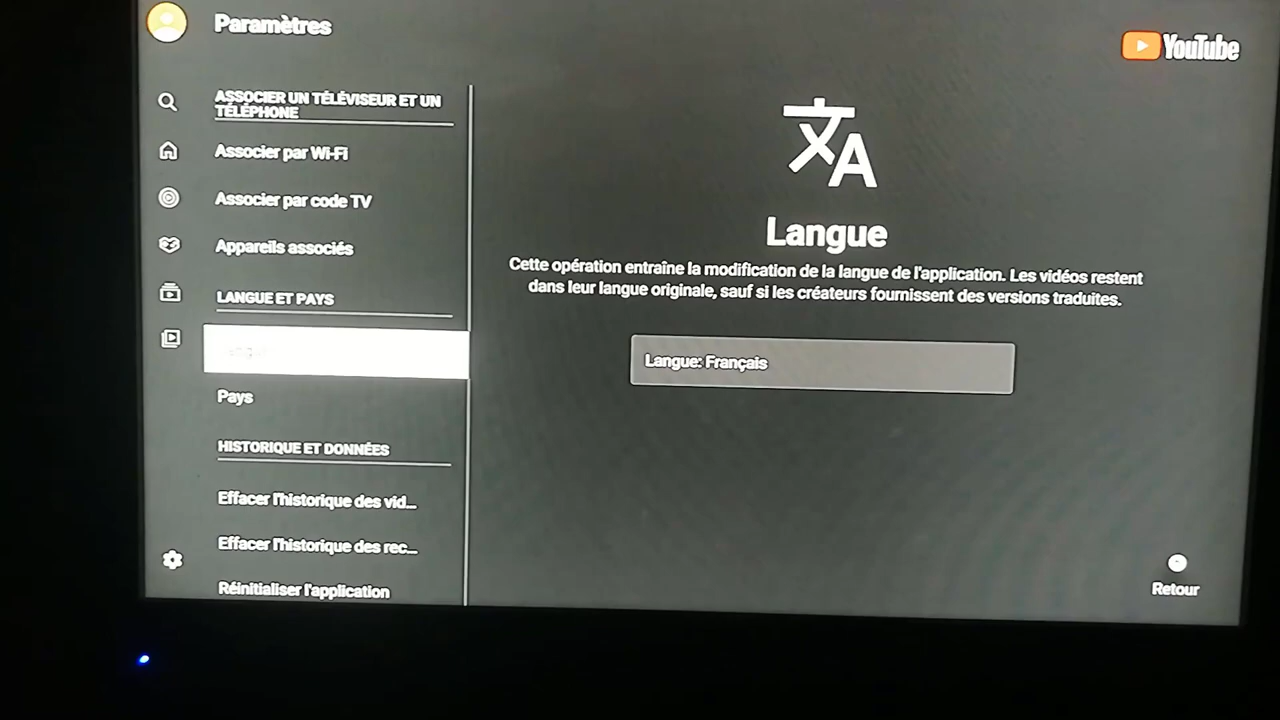 Paramètres
YouTube
ASSOCIER UN TÉLÉVISEUR ET UN
TÉLÉPHONE
Associer par Wi-Fi
Associer par code TV
Appareils associés
LANGUE ET PAYS
Langue
Pays
HISTORIQUE ET DONNÉES
Effacer l'historique des vid...
Effacer l'historique des rec...
Réinitialiser l'application
Langue
Cette opération entraîne la modification de la langue de l'application. Les vidéos restent
dans leur langue originale, sauf si les créateurs fournissent des versions traduites.
Langue: Français
Retour